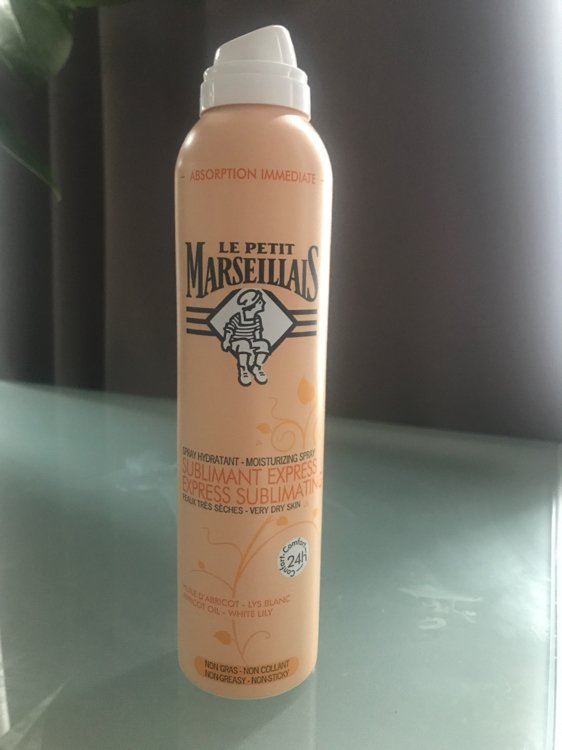 - ABSORPTION IMMEDIATE -
LE PETIT
MARSEILLAIS
SPRAY HYDRATANT - MOISTURIZING SPRAY
SUBLIMANT EXPRESS
EXPRESS SUBLIMATING
PEAUX TRÈS SÈCHES - VERY DRY SKIN
Confort-Comfort
24h
HUILE D'ABRICOT - LYS BLANC
APRICOT OIL - WHITE LILY
NON GRAS - NON COLLANT
NON-GREASY - NON-STICKY